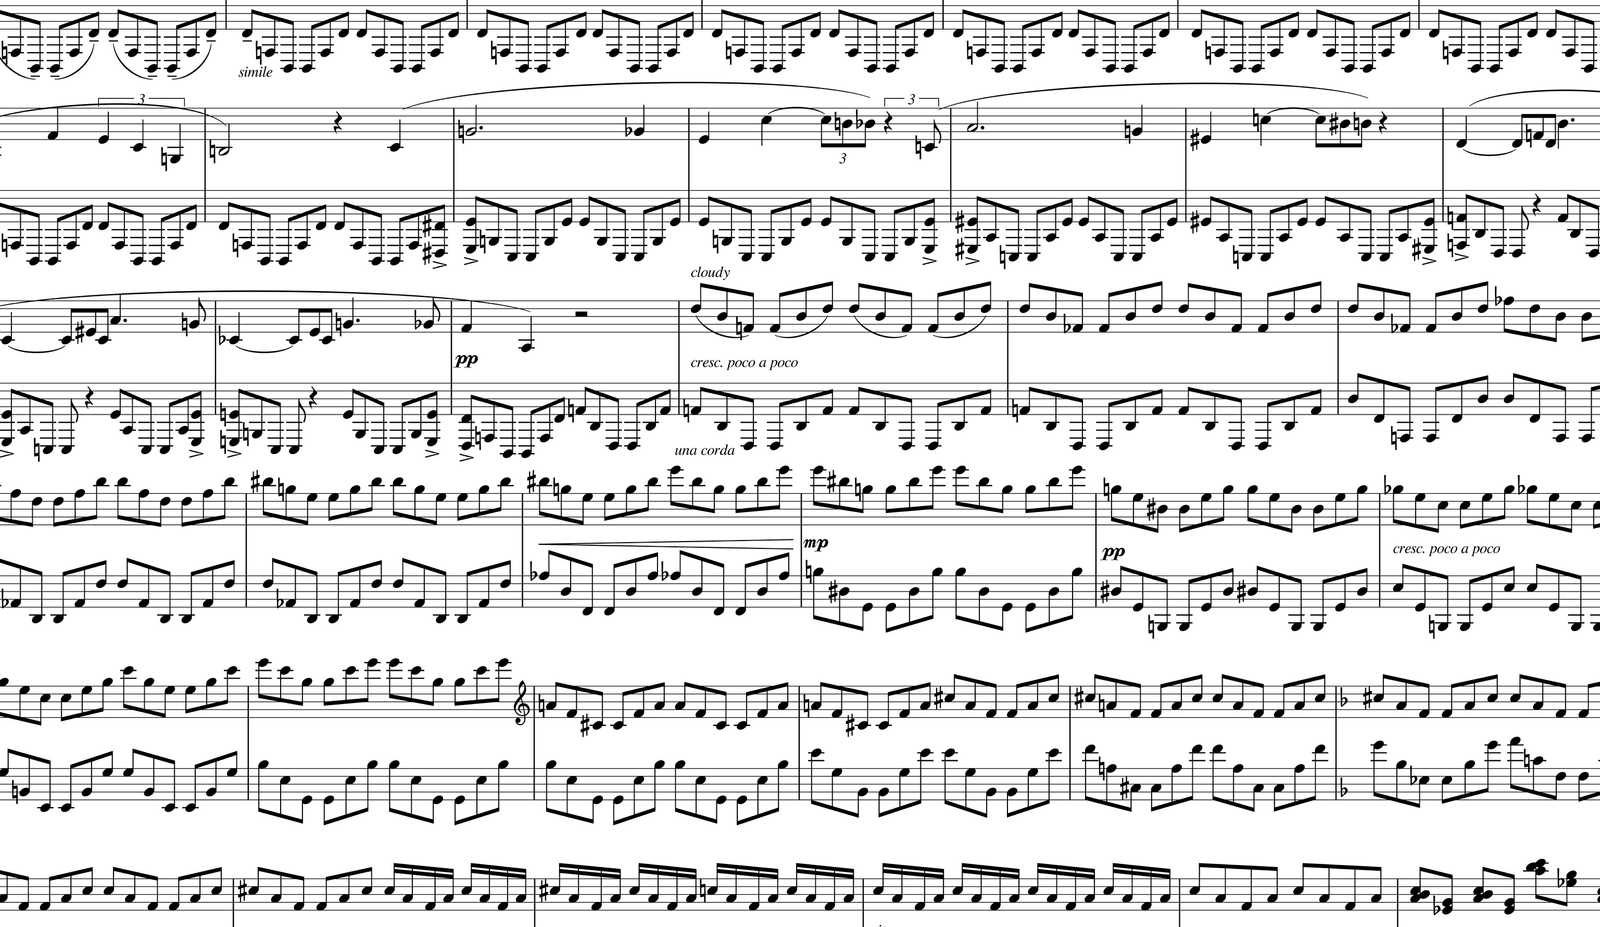 simile
3
3
3
cloudy
pp
cresc. poco a poco
una corda
mp
pp
cresc. poco a poco